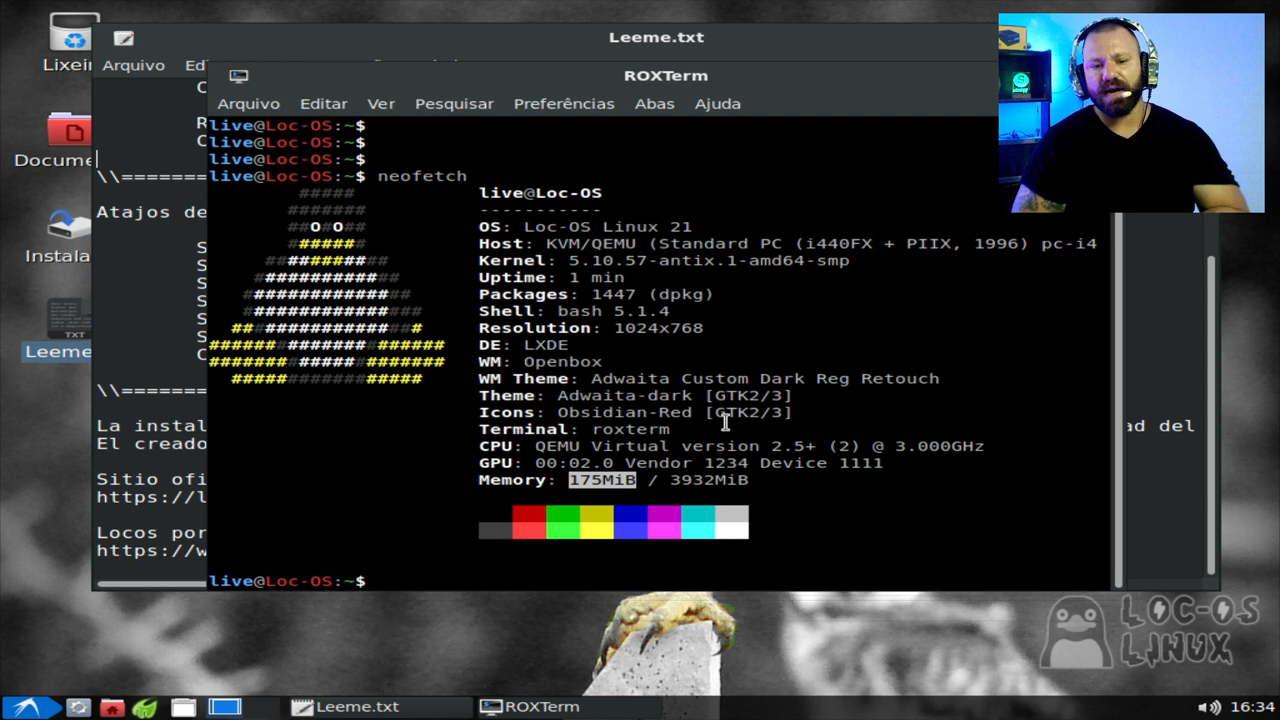 Lixeir
Leeme.txt
Arquivo Ed
ROXTerm
Arquivo Editar Ver Pesquisar Preferências Abas Ajuda
Docume
Instala
TXT
Leeme
C
R
C
\\=======
Atajos de
S
S
S
S
S
S
C
\\=======
La instal
El creado
ad del
Sitio ofi
https://l
Locos por
https://w
live@Loc-OS:~$
live@Loc-OS:~$
live@Loc-OS:~$
live@Loc-OS:~$ neofetch
live@Loc-OS
-----------
OS: Loc-OS Linux 21
Host: KVM/QEMU (Standard PC (i440FX + PIIX, 1996) pc-i4
Kernel: 5.10.57-antix.1-amd64-smp
Uptime: 1 min
Packages: 1447 (dpkg)
Shell: bash 5.1.4
Resolution: 1024x768
DE: LXDE
WM: Openbox
WM Theme: Adwaita Custom Dark Reg Retouch
Theme: Adwaita-dark [GTK2/3]
Icons: Obsidian-Red [GTK2/3]
Terminal: roxterm
CPU: QEMU Virtual version 2.5+ (2) @ 3.000GHz
GPU: 00:02.0 Vendor 1234 Device 1111
Memory: 175MiB / 3932MiB
live@Loc-OS:~$
LOC-OS
LINUX
Leeme.txt
ROXTerm
16:34